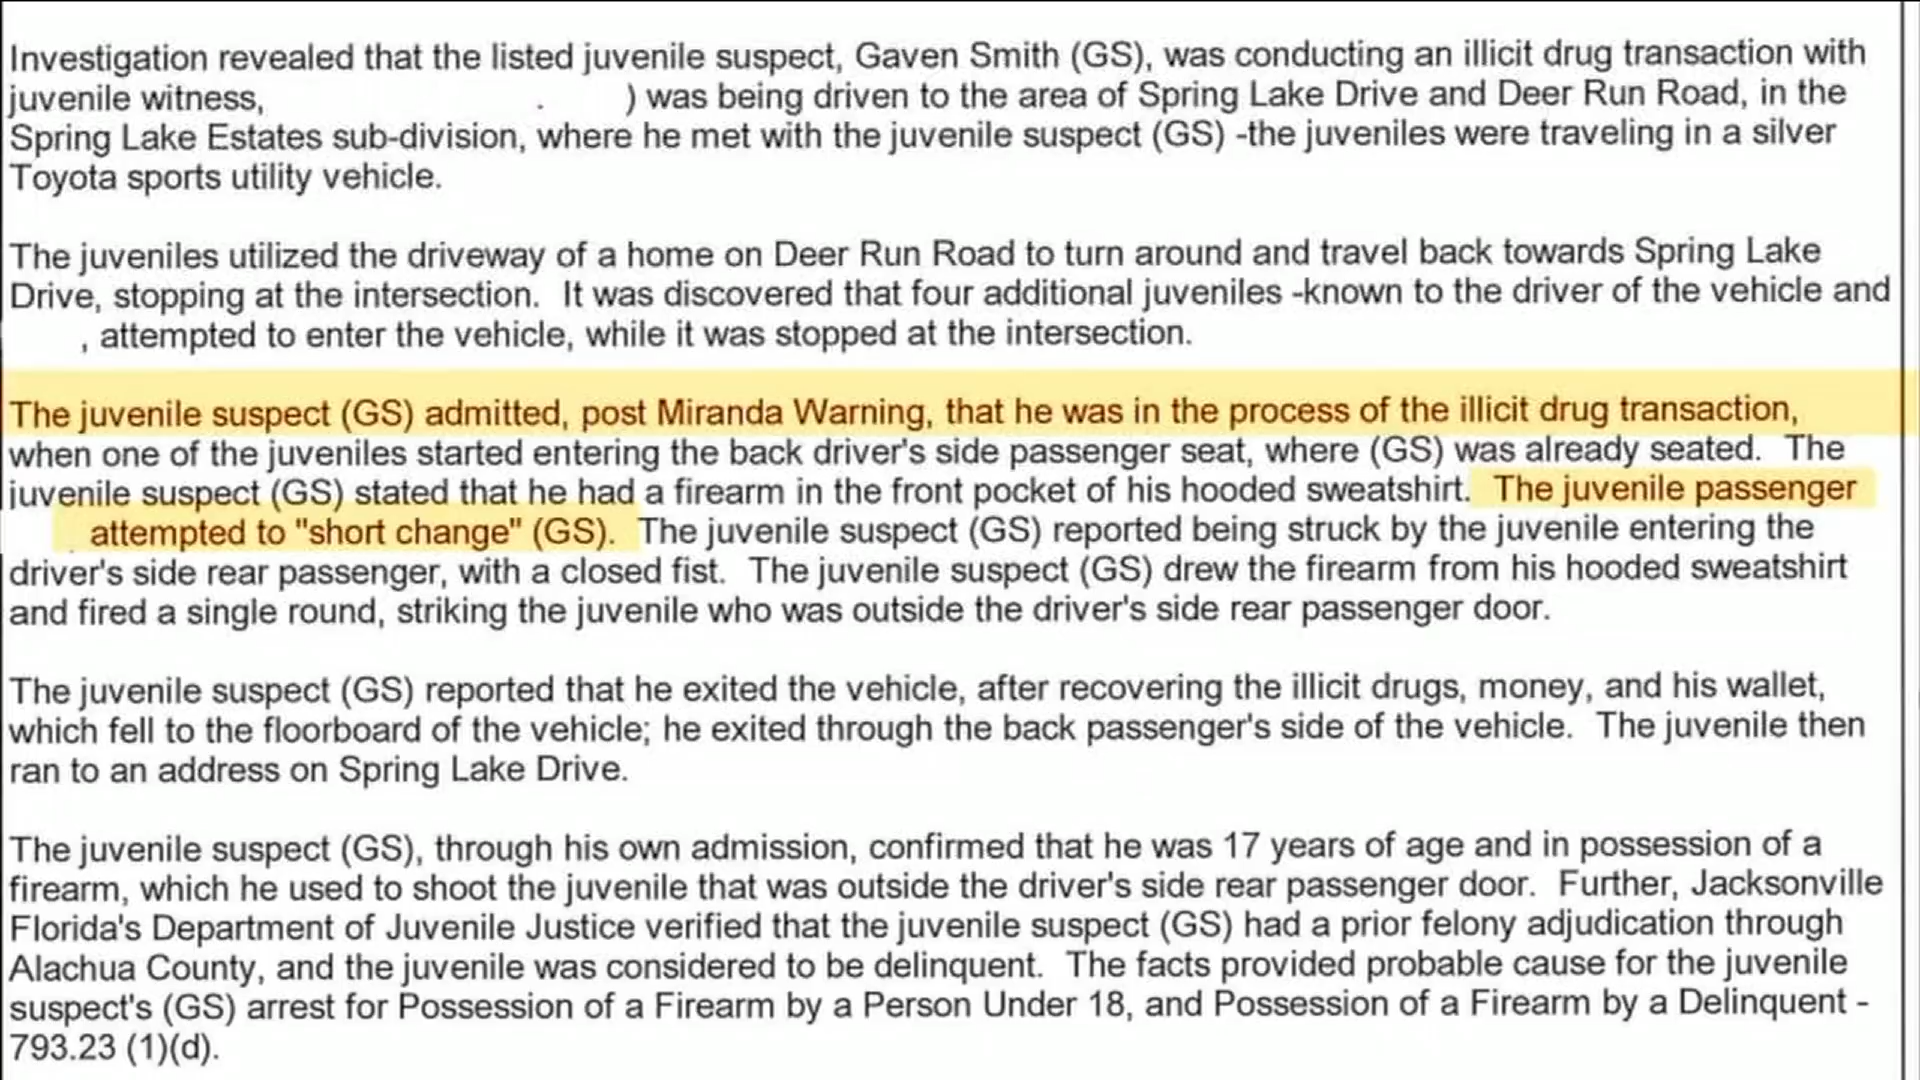 Investigation revealed that the listed juvenile suspect, Gaven Smith (GS), was conducting an illicit drug transaction with
juvenile witness, . ) was being driven to the area of Spring Lake Drive and Deer Run Road, in the
Spring Lake Estates sub-division, where he met with the juvenile suspect (GS) -the juveniles were traveling in a silver
Toyota sports utility vehicle.
The juveniles utilized the driveway of a home on Deer Run Road to turn around and travel back towards Spring Lake
Drive, stopping at the intersection. It was discovered that four additional juveniles -known to the driver of the vehicle and
, attempted to enter the vehicle, while it was stopped at the intersection.
The juvenile suspect (GS) admitted, post Miranda Warning, that he was in the process of the illicit drug transaction,
when one of the juveniles started entering the back driver's side passenger seat, where (GS) was already seated. The
juvenile suspect (GS) stated that he had a firearm in the front pocket of his hooded sweatshirt. The juvenile passenger
attempted to "short change" (GS). The juvenile suspect (GS) reported being struck by the juvenile entering the
driver's side rear passenger, with a closed fist. The juvenile suspect (GS) drew the firearm from his hooded sweatshirt
and fired a single round, striking the juvenile who was outside the driver's side rear passenger door.
The juvenile suspect (GS) reported that he exited the vehicle, after recovering the illicit drugs, money, and his wallet,
which fell to the floorboard of the vehicle; he exited through the back passenger's side of the vehicle. The juvenile then
ran to an address on Spring Lake Drive.
The juvenile suspect (GS), through his own admission, confirmed that he was 17 years of age and in possession of a
firearm, which he used to shoot the juvenile that was outside the driver's side rear passenger door. Further, Jacksonville
Florida's Department of Juvenile Justice verified that the juvenile suspect (GS) had a prior felony adjudication through
Alachua County, and the juvenile was considered to be delinquent. The facts provided probable cause for the juvenile
suspect's (GS) arrest for Possession of a Firearm by a Person Under 18, and Possession of a Firearm by a Delinquent -
793.23 (1)(d).